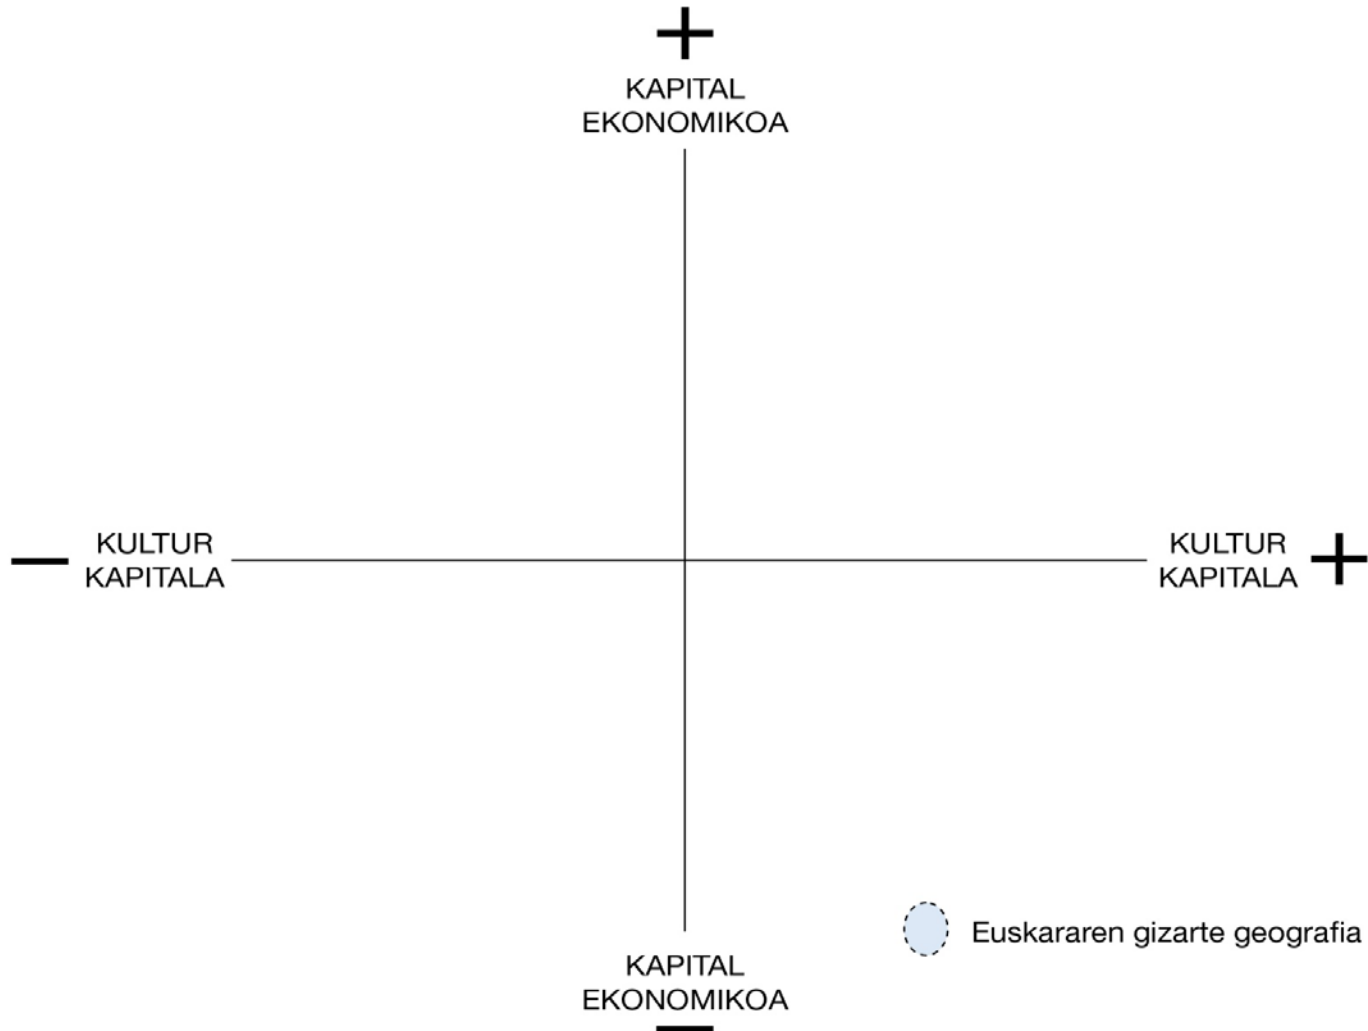 +
KAPITAL
EKONOMIKOA
— KULTUR
KAPITALA
KULTUR +
KAPITALA
Euskararen gizarte geografia
KAPITAL
EKONOMIKOA
—